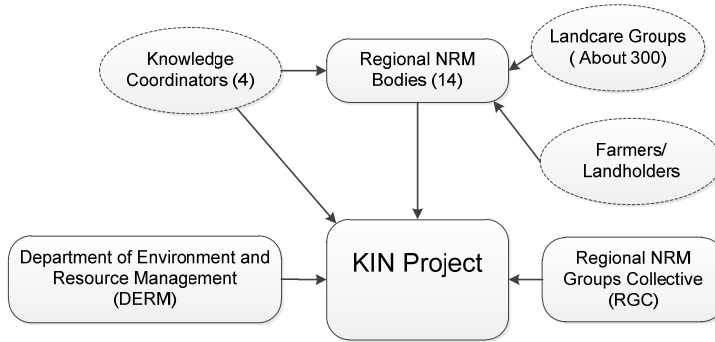 Knowledge
Coordinators (4)
Regional NRM
Bodies (14)
Landcare Groups
( About 300)
Farmers/
Landholders
Department of Environment and
Resource Management
(DERM)
KIN Project
Regional NRM
Groups Collective
(RGC)